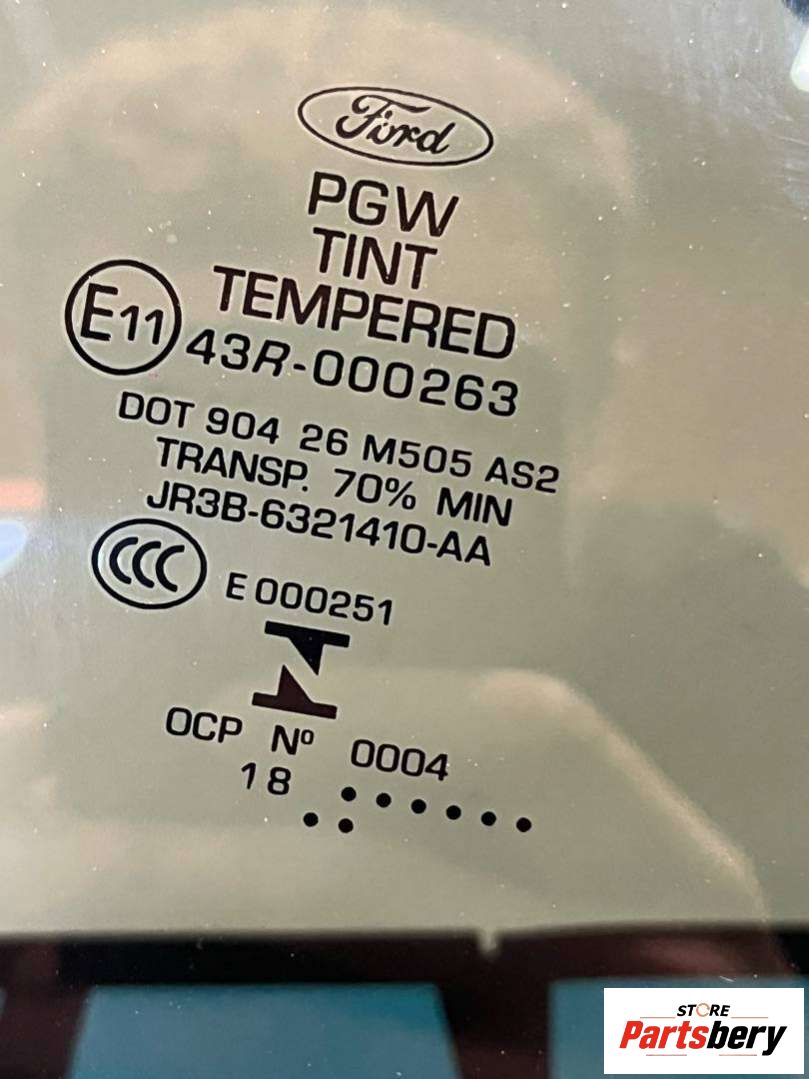 Ford
PGW
TINT
TEMPERED
E11 43R-000263
DOT 904 26 M505 AS2
TRANSP. 70% MIN
JR3B-6321410-AA
CCC E000251
OCP Nº 0004
18
STORE
Partsbery